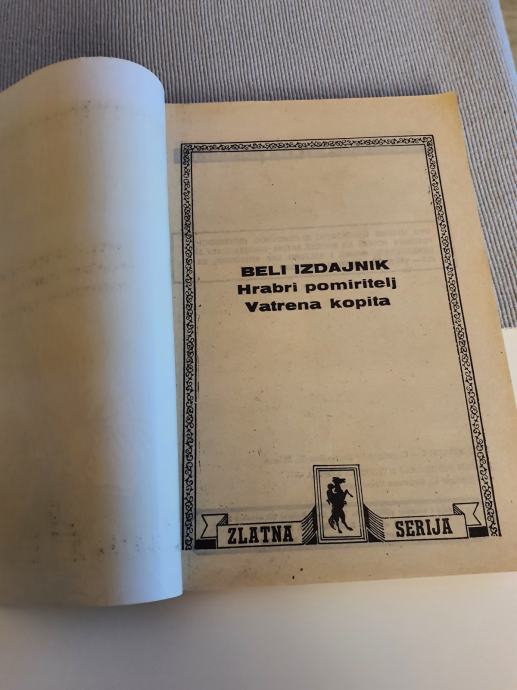 BELI IZDAJNIK
Hrabri pomiritelj
Vatrena kopita
ZLATNA SERIJA